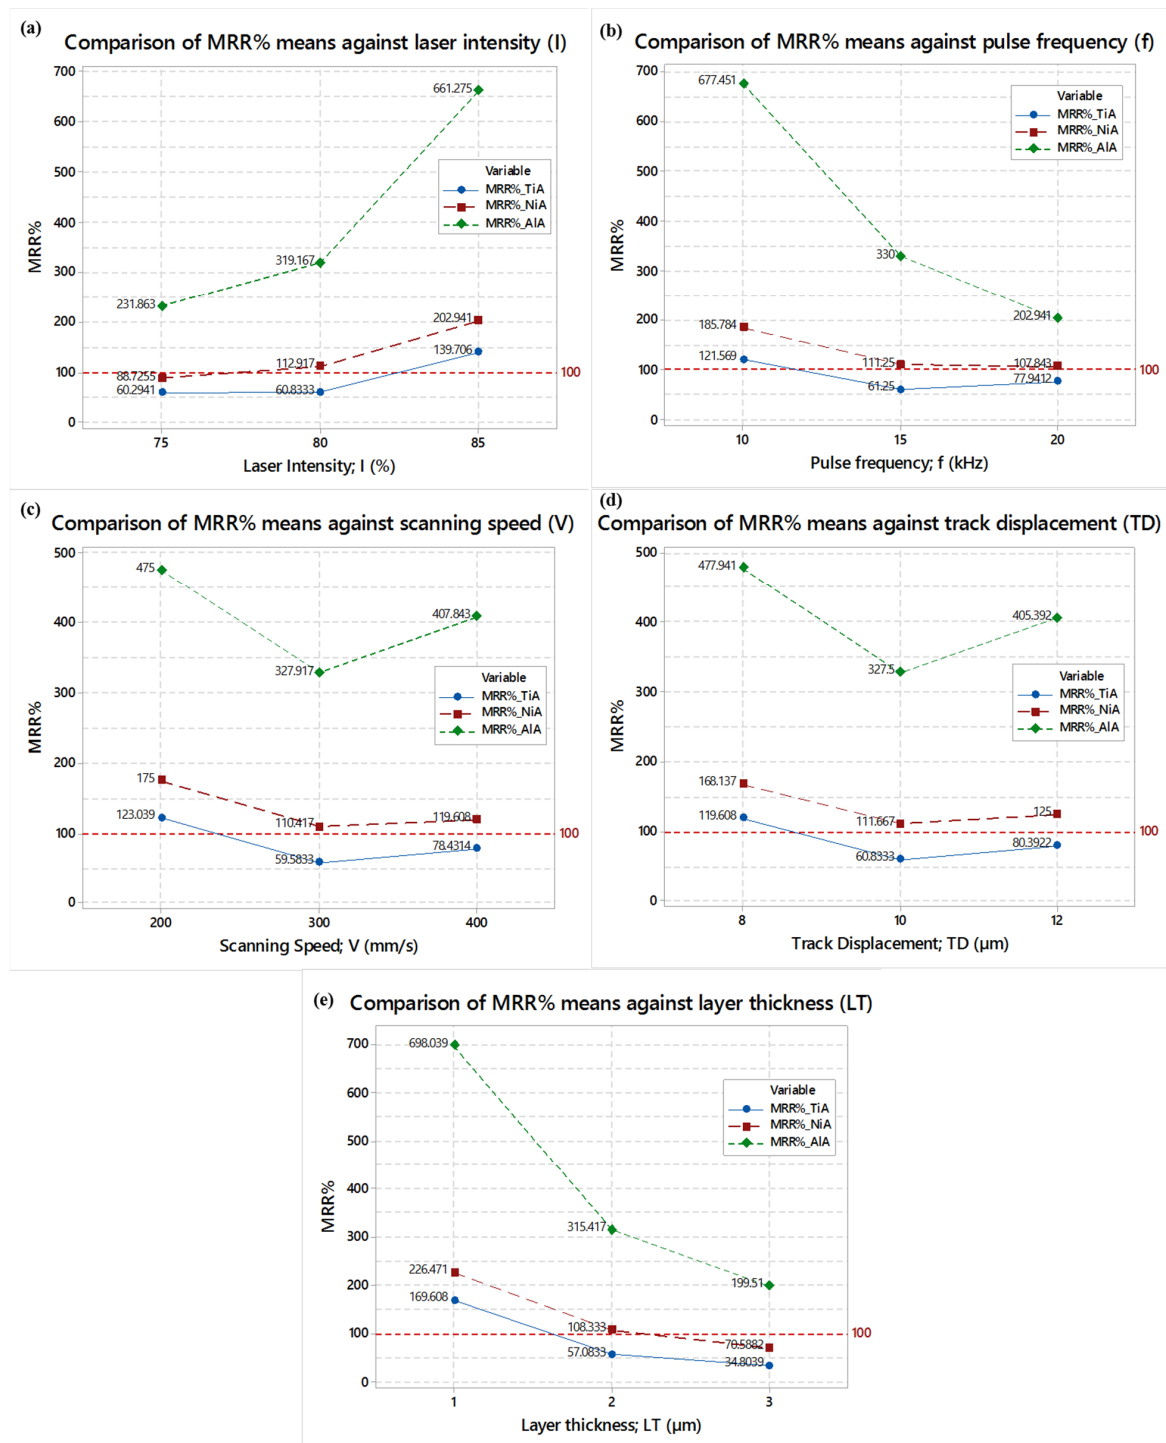 (a)
Comparison of MRR% means against laser intensity (I)
700
600
500
400
300
200
100
0
MRR%
661.275
319.167
231.863
202.941
139.706
112.917
88.7255
60.2941
60.8333
100
Variable
MRR%_TiA
MRR%_NiA
MRR%_AlA
75
80
85
Laser Intensity; I (%)
(b)
Comparison of MRR% means against pulse frequency (f)
700
600
500
400
300
200
100
0
MRR%
677.451
330
202.941
185.784
121.569
111.25
107.843
61.25
77.9412
100
Variable
MRR%_TiA
MRR%_NiA
MRR%_AlA
10
15
20
Pulse frequency; f (kHz)
(c)
Comparison of MRR% means against scanning speed (V)
500
400
300
200
100
0
MRR%
475
407.843
327.917
175
123.039
110.417
119.608
59.5833
78.4314
100
Variable
MRR%_TiA
MRR%_NiA
MRR%_AlA
200
300
400
Scanning Speed; V (mm/s)
(d)
Comparison of MRR% means against track displacement (TD)
500
400
300
200
100
0
MRR%
477.941
405.392
327.5
168.137
119.608
111.667
125
60.8333
80.3922
100
Variable
MRR%_TiA
MRR%_NiA
MRR%_AlA
8
10
12
Track Displacement; TD (µm)
(e)
Comparison of MRR% means against layer thickness (LT)
700
600
500
400
300
200
100
0
MRR%
698.039
315.417
199.51
226.471
169.608
108.333
70.5882
57.0833
34.8039
100
Variable
MRR%_TiA
MRR%_NiA
MRR%_AlA
1
2
3
Layer thickness; LT (µm)